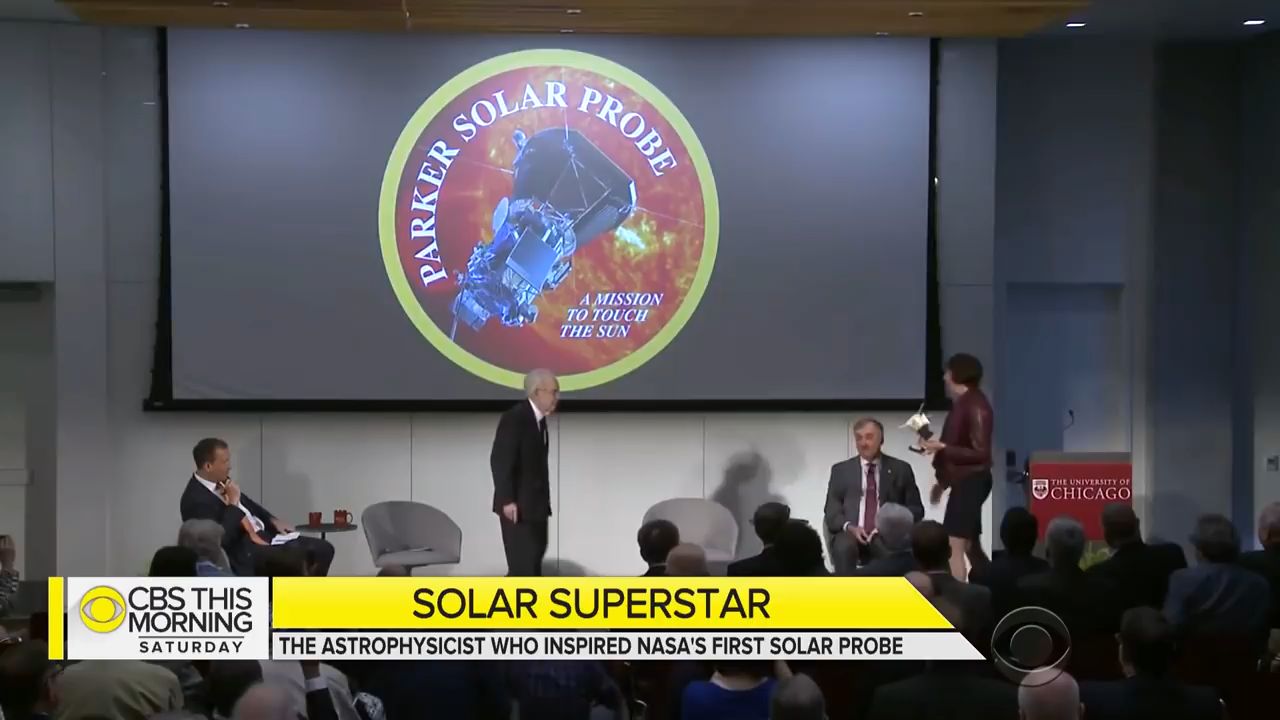 PARKER SOLAR PROBE
A MISSION
TO TOUCH
THE SUN
THE UNIVERSITY OF
CHICAGO
CBS THIS
MORNING
SATURDAY
SOLAR SUPERSTAR
THE ASTROPHYSICIST WHO INSPIRED NASA'S FIRST SOLAR PROBE